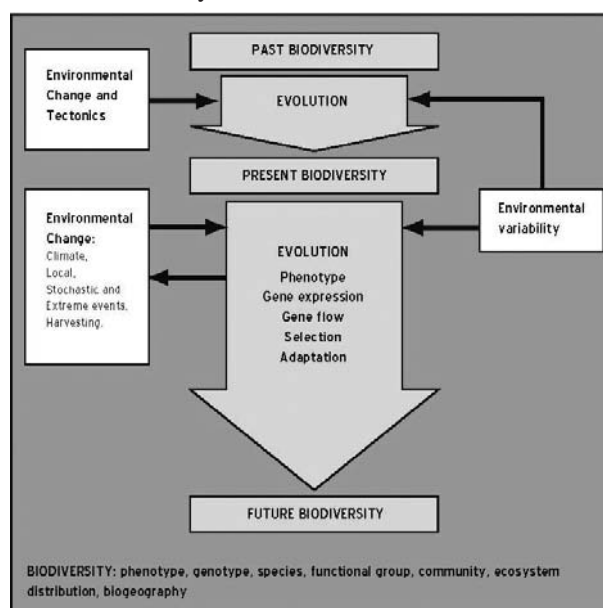 PAST BIODIVERSITY
Environmental
Change and
Tectonics
EVOLUTION
PRESENT BIODIVERSITY
Environmental
Change:
Climate,
Local,
Stochastic and
Extreme events,
Harvesting.
Environmental
variability
EVOLUTION
Phenotype
Gene expression
Gene flow
Selection
Adaptation
FUTURE BIODIVERSITY
BIODIVERSITY: phenotype, genotype, species, functional group, community, ecosystem
distribution, biogeography